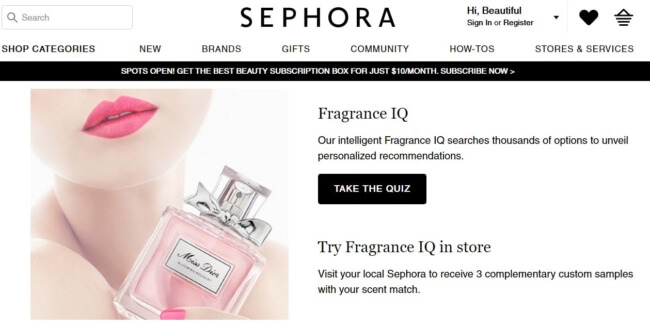 Search
SEPHORA
Hi, Beautiful
Sign In or Register
SHOP CATEGORIES NEW BRANDS GIFTS COMMUNITY HOW-TOS STORES & SERVICES
SPOTS OPEN! GET THE BEST BEAUTY SUBSCRIPTION BOX FOR JUST $10/MONTH. SUBSCRIBE NOW >
Fragrance IQ
Our intelligent Fragrance IQ searches thousands of options to unveil
personalized recommendations.
TAKE THE QUIZ
Miss Dior
BLOOMING BOUQUET
Try Fragrance IQ in store
Visit your local Sephora to receive 3 complementary custom samples
with your scent match.